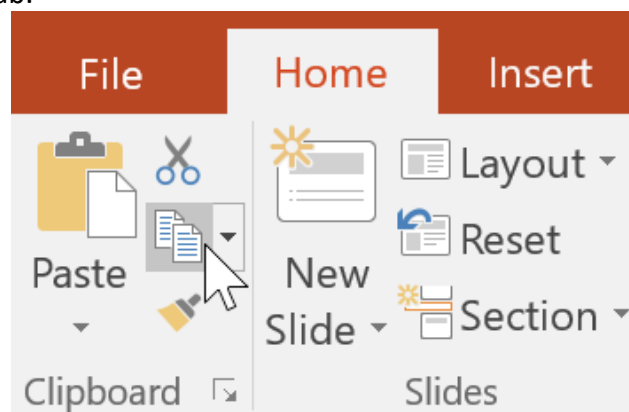 File Home Insert
Layout
Reset
Paste New
Slide Section
Clipboard Slides